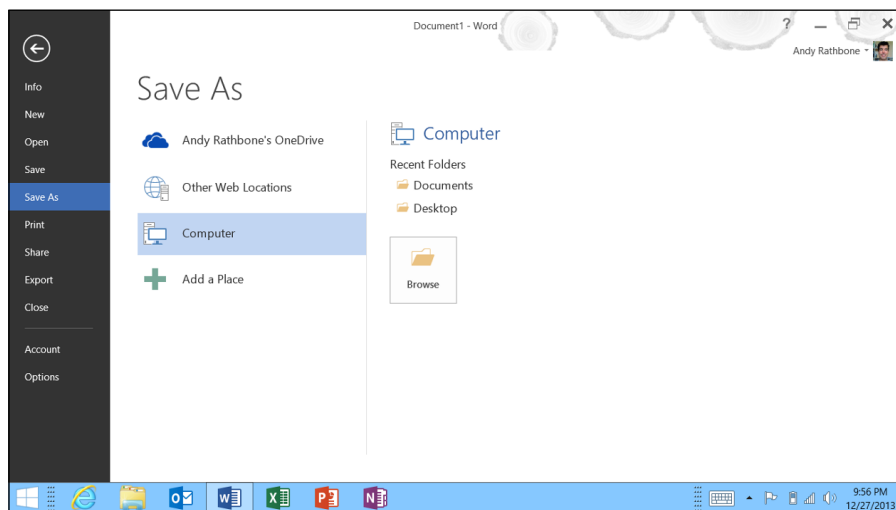 Document1 - Word
?
Andy Rathbone
Info
New
Open
Save
Save As
Print
Share
Export
Close
Account
Options
Save As
Andy Rathbone's OneDrive
Other Web Locations
Computer
Add a Place
Computer
Recent Folders
Documents
Desktop
Browse
9:56 PM
12/27/2013